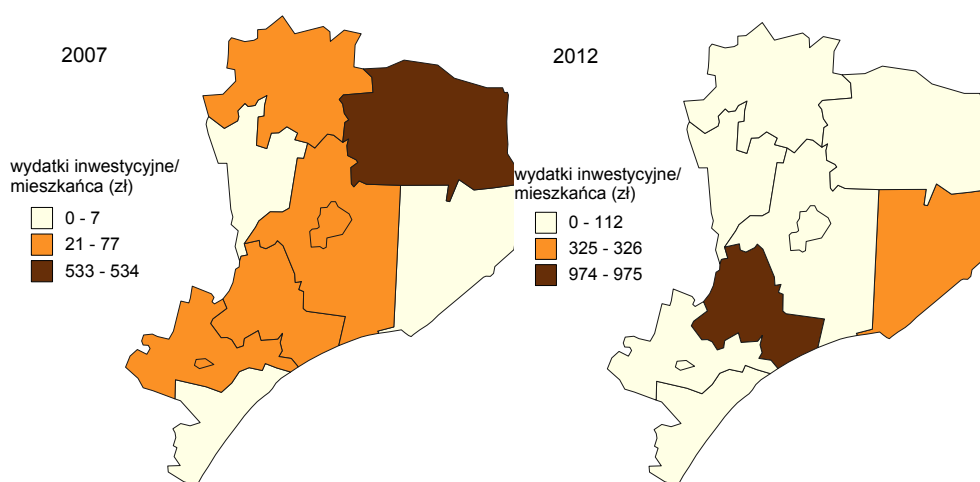 2007
wydatki inwestycyjne/
mieszkańca (zł)
0 - 7
21 - 77
533 - 534
2012
wydatki inwestycyjne/
mieszkańca (zł)
0 - 112
325 - 326
974 - 975